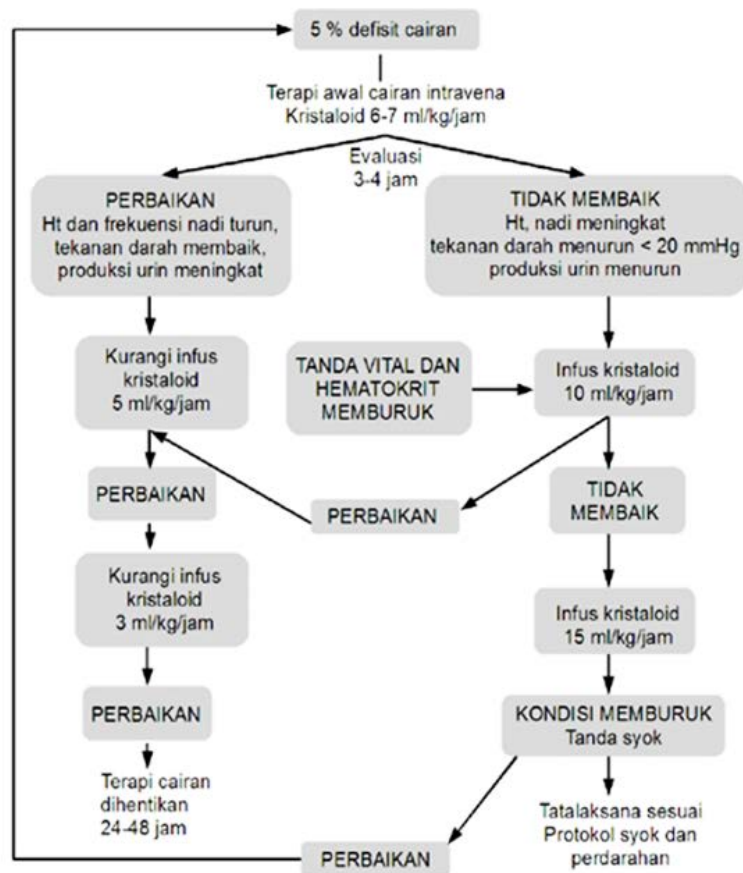 5 % defisit cairan
Terapi awal cairan intravena
Kristaloid 6-7 ml/kg/jam
Evaluasi
3-4 jam
PERBAIKAN
Ht dan frekuensi nadi turun,
tekanan darah membaik,
produksi urin meningkat
TIDAK MEMBAIK
Ht, nadi meningkat
tekanan darah menurun < 20 mmHg
produksi urin menurun
Kurangi infus
kristaloid
5 ml/kg/jam
TANDA VITAL DAN
HEMATOKRIT
MEMBURUK
Infus kristaloid
10 ml/kg/jam
PERBAIKAN
PERBAIKAN
TIDAK
MEMBAIK
Kurangi infus
kristaloid
3 ml/kg/jam
Infus kristaloid
15 ml/kg/jam
PERBAIKAN
KONDISI MEMBURUK
Tanda syok
Terapi cairan
dihentikan
24-48 jam
Tatalaksana sesuai
Protokol syok dan
perdarahan
PERBAIKAN